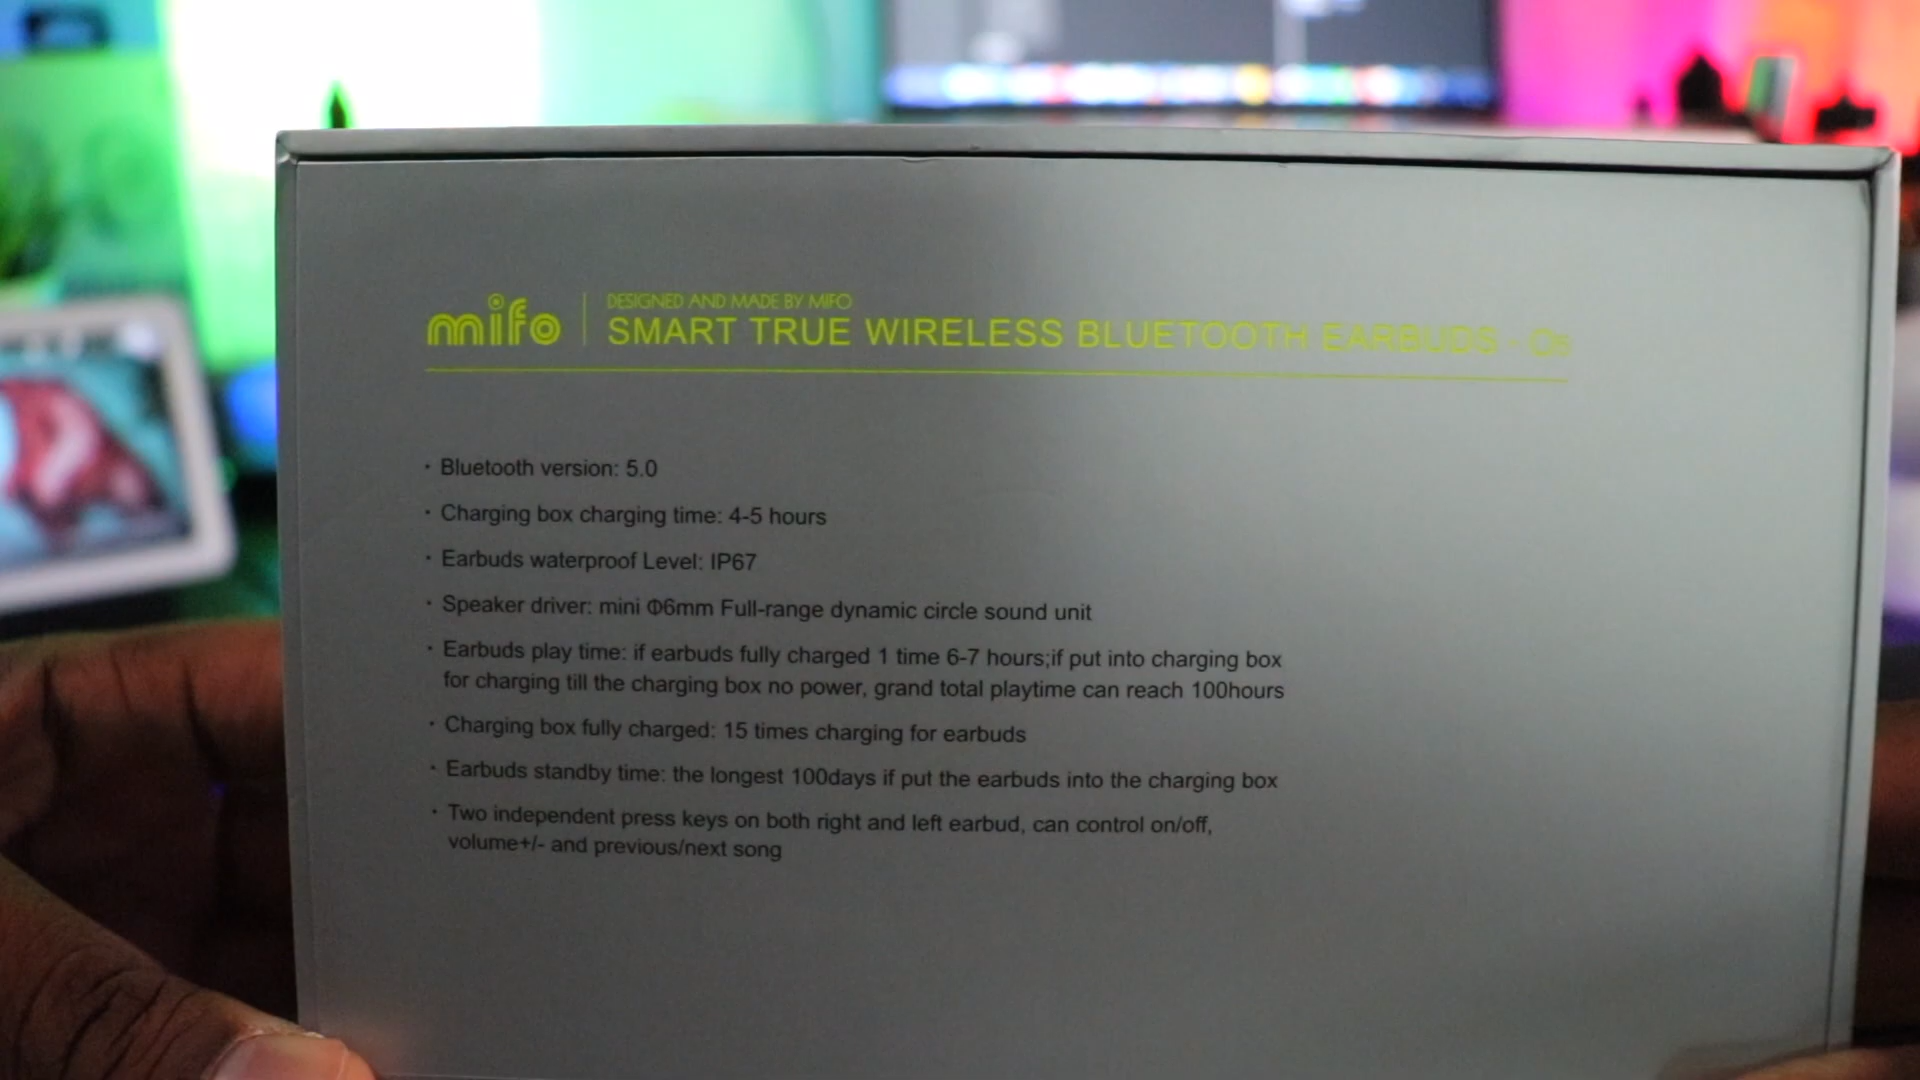 mifo
DESIGNED AND MADE BY MIFO
SMART TRUE WIRELESS BLUETOOTH EARBUDS - Os
· Bluetooth version: 5.0
· Charging box charging time: 4-5 hours
· Earbuds waterproof Level: IP67
· Speaker driver: mini Φ6mm Full-range dynamic circle sound unit
· Earbuds play time: if earbuds fully charged 1 time 6-7 hours;if put into charging box
for charging till the charging box no power, grand total playtime can reach 100hours
· Charging box fully charged: 15 times charging for earbuds
· Earbuds standby time: the longest 100days if put the earbuds into the charging box
· Two independent press keys on both right and left earbud, can control on/off,
volume+/- and previous/next song